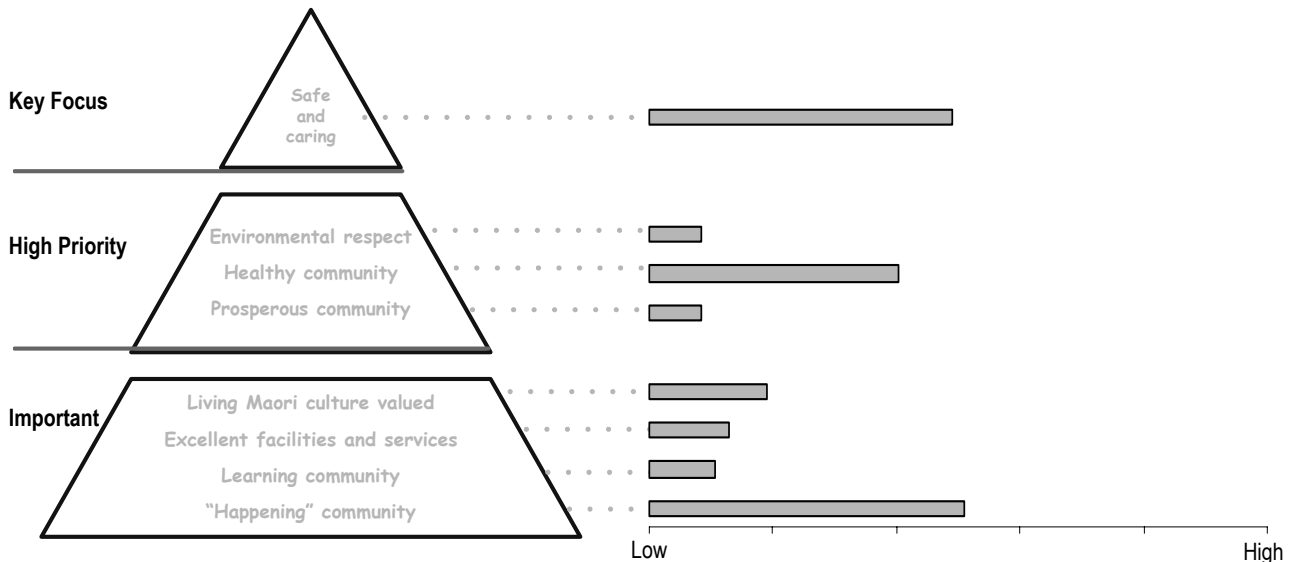 Key Focus
Safe
and
caring
High Priority
Environmental respect
Healthy community
Prosperous community
Important
Living Maori culture valued
Excellent facilities and services
Learning community
“Happening” community
Low
High